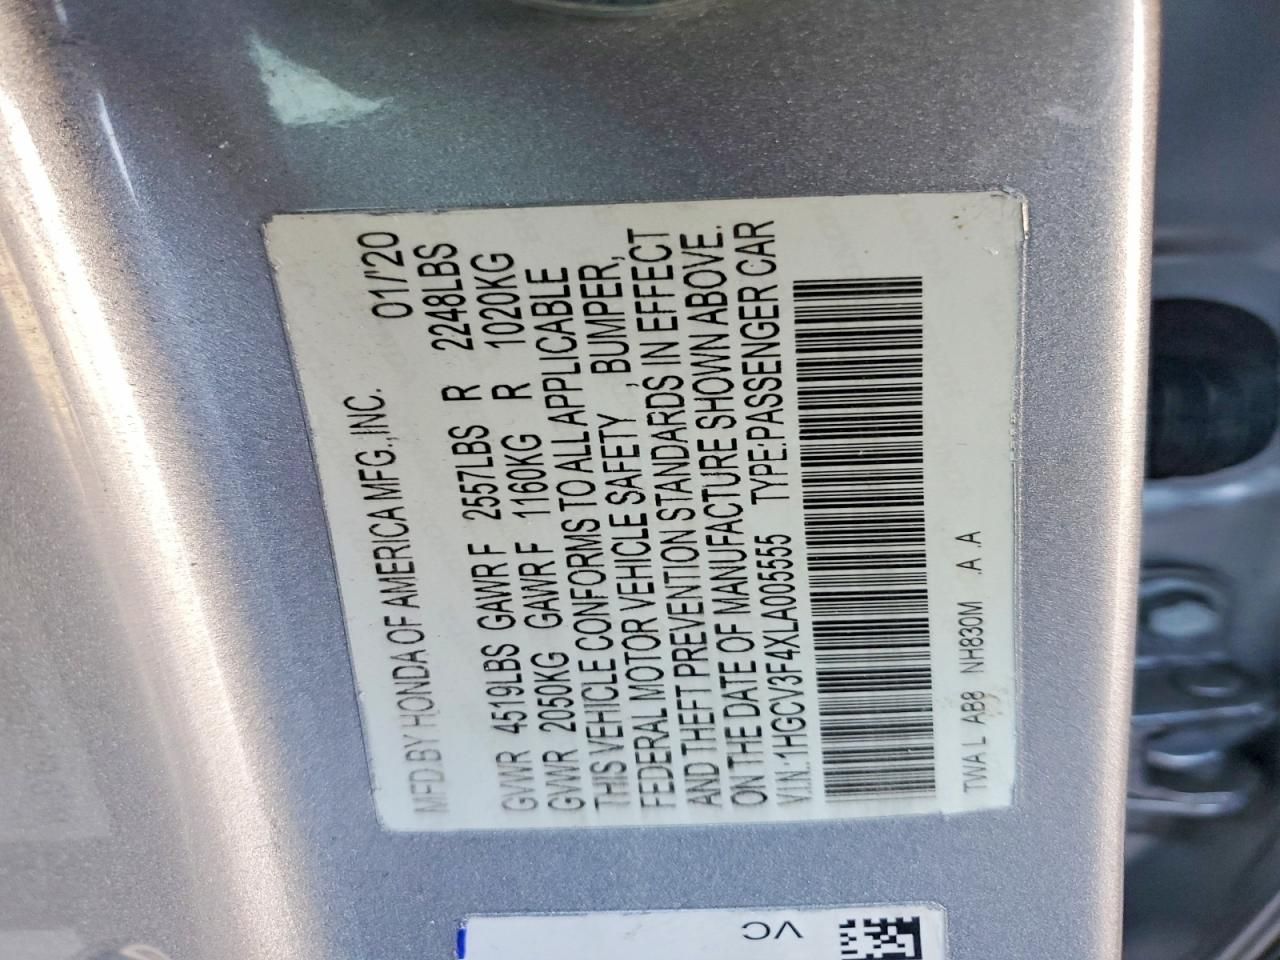 MFD.BY HONDA OF AMERICA MFG.,INC. 01/'20
GVWR 4519LBS GAWR F 2557LBS R 2248LBS
GVWR 2050KG GAWR F 1160KG R 1020KG
THIS VEHICLE CONFORMS TO ALL APPLICABLE
FEDERAL MOTOR VEHICLE SAFETY , BUMPER,
AND THEFT PREVENTION STANDARDS IN EFFECT
ON THE DATE OF MANUFACTURE SHOWN ABOVE.
V.I.N.:1HGCV3F4XLA005555 TYPE:PASSENGER CAR
TWA L AB8 NH830M .A .A
VC